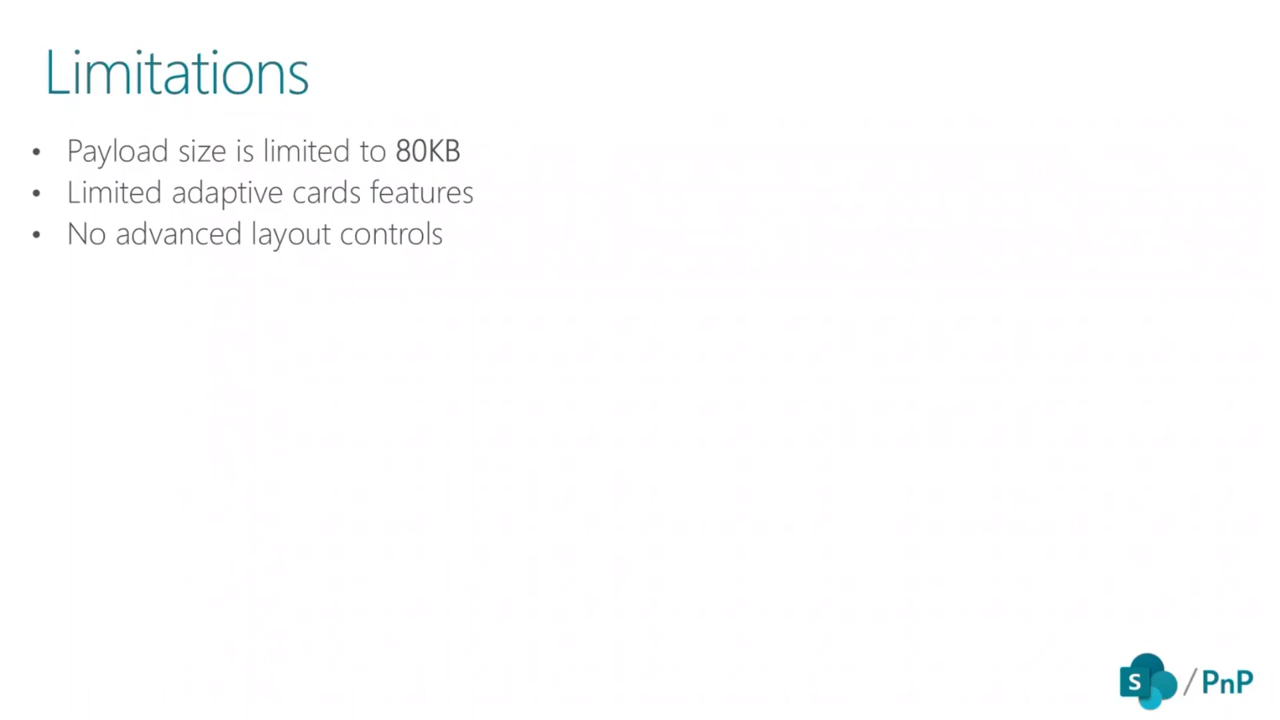 Limitations
• Payload size is limited to 80KB
• Limited adaptive cards features
• No advanced layout controls
S / PnP